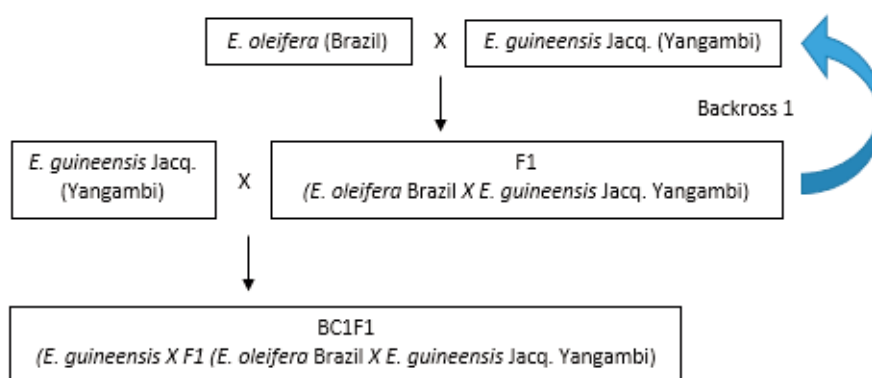 E. oleifera (Brazil) X E. guineensis Jacq. (Yangambi)
Backross 1
E. guineensis Jacq.
(Yangambi)
X
F1
(E. oleifera Brazil X E. guineensis Jacq. Yangambi)
BC1F1
(E. guineensis X F1 (E. oleifera Brazil X E. guineensis Jacq. Yangambi)